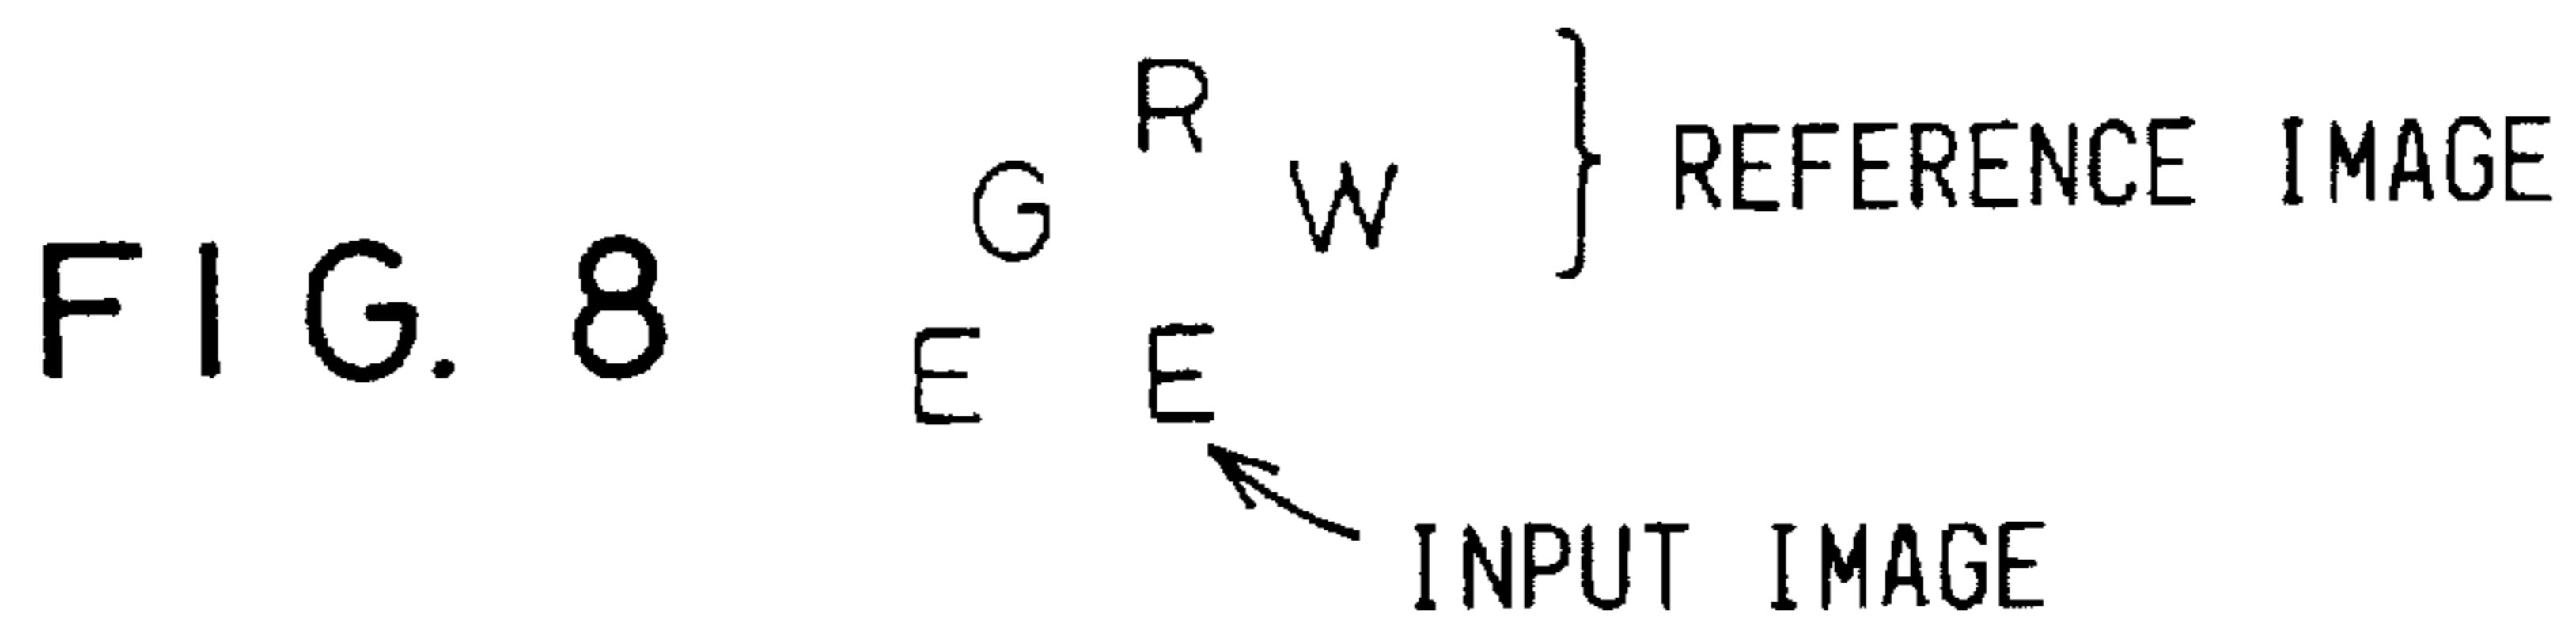 R
G W } REFERENCE IMAGE
FIG. 8
E E
INPUT IMAGE